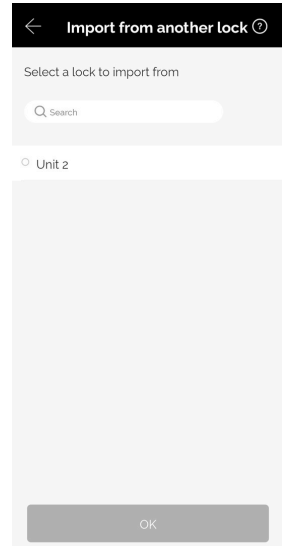 Import from another lock ?
Select a lock to import from
Search
Unit 2
OK